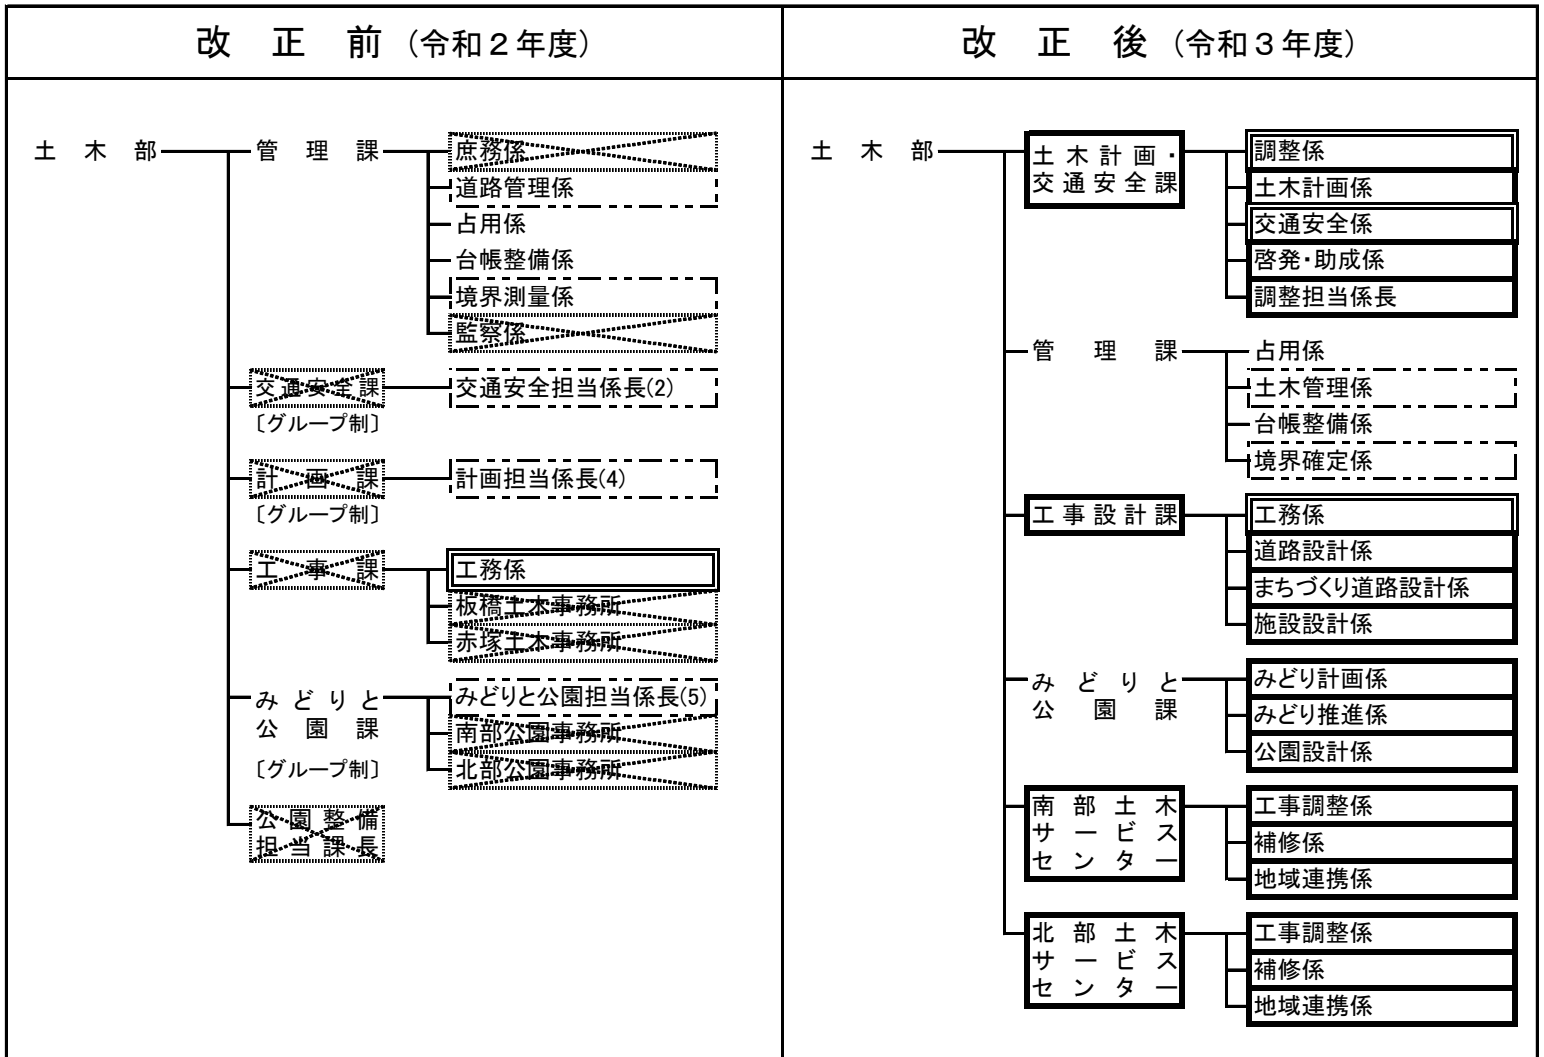 改 正 前 (令和２年度)
土 木 部
管 理 課
庶務係
道路管理係
占用係
台帳整備係
境界測量係
監察係
交通安全課
〔グループ制〕
交通安全担当係長(2)
計 画 課
〔グループ制〕
計画担当係長(4)
工 事 課
工務係
板橋土木事務所
赤塚土木事務所
みどりと
公 園 課
〔グループ制〕
みどりと公園担当係長(5)
南部公園事務所
北部公園事務所
公園整備
担当課長
改 正 後 (令和３年度)
土 木 部
土木計画・
交通安全課
調整係
土木計画係
交通安全係
啓発・助成係
調整担当係長
管 理 課
占用係
土木管理係
台帳整備係
境界確定係
工事設計課
工務係
道路設計係
まちづくり道路設計係
施設設計係
みどりと
公 園 課
みどり計画係
みどり推進係
公園設計係
南部土木
サービス
センター
工事調整係
補修係
地域連携係
北部土木
サービス
センター
工事調整係
補修係
地域連携係